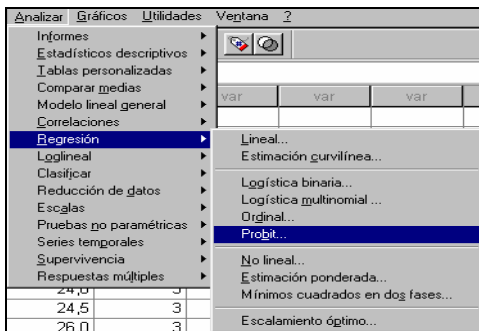 Analizar Gráficos Utilidades Ventana ?
Informes
Estadísticos descriptivos
Tablas personalizadas
Comparar medias
Modelo lineal general
Correlaciones
Regresión
Loglineal
Clasificar
Reducción de datos
Escalas
Pruebas no paramétricas
Series temporales
Supervivencia
Respuestas múltiples
var var var
Lineal...
Estimación curvilínea...
Logística binaria...
Logística multinomial ...
Ordinal...
Probit...
No lineal...
Estimación ponderada...
Mínimos cuadrados en dos fases...
Escalamiento óptimo...
24,0 3
24,5 3
26,0 3